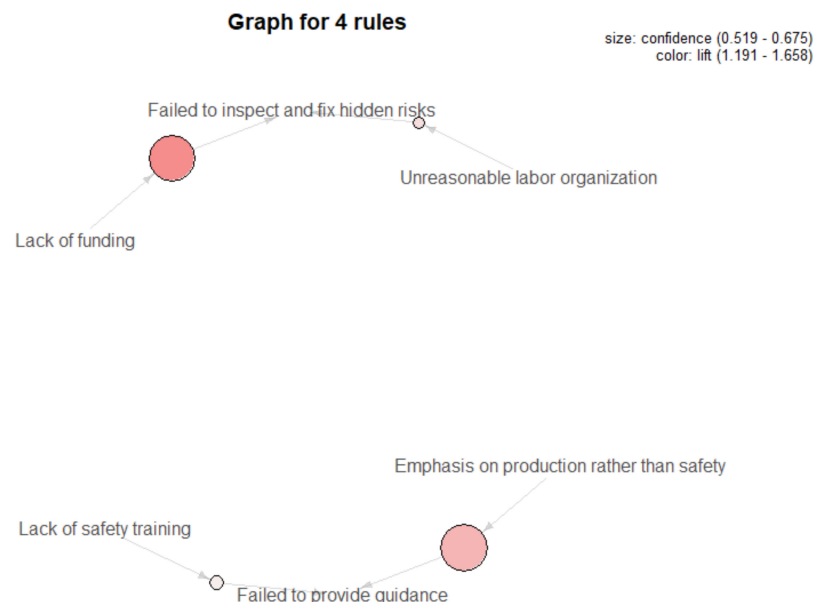 Graph for 4 rules
size: confidence (0.519 - 0.675)
color: lift (1.191 - 1.658)
Failed to inspect and fix hidden risks
Unreasonable labor organization
Lack of funding
Emphasis on production rather than safety
Lack of safety training
Failed to provide guidance